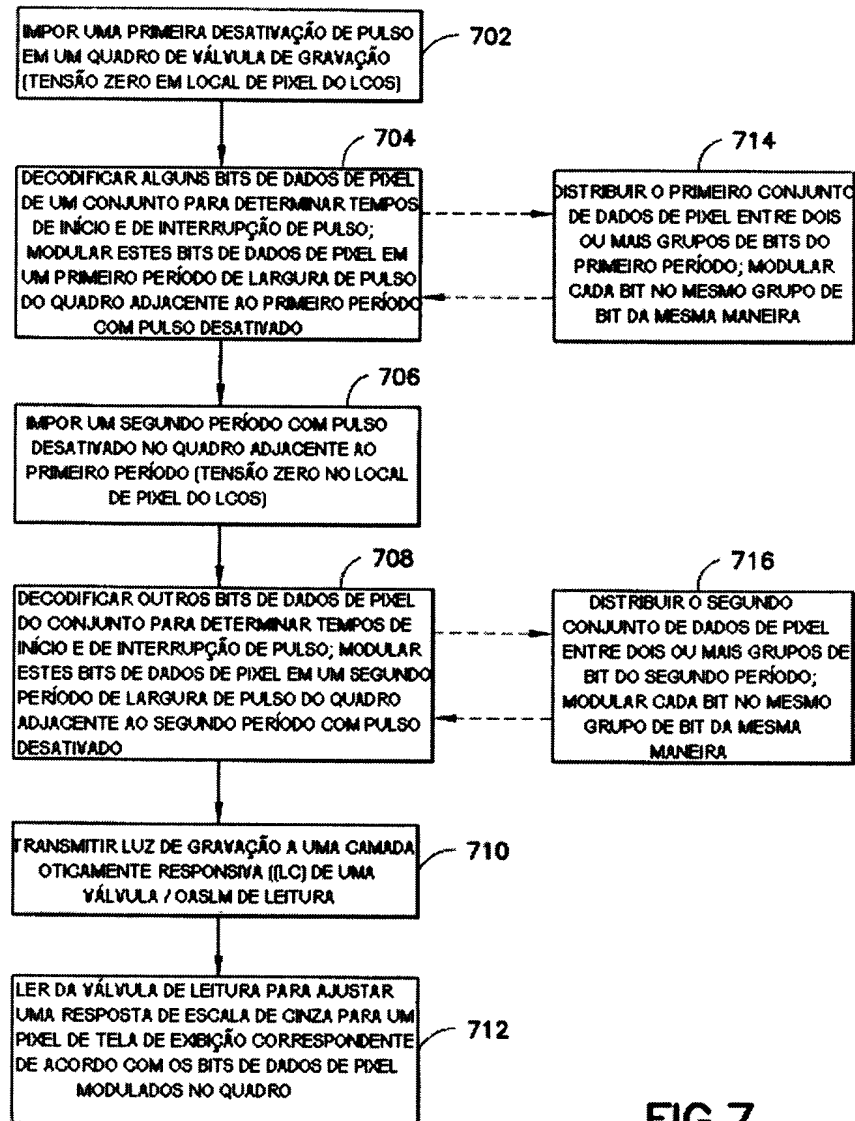 IMPOR UMA PRIMEIRA DESATIVAÇÃO DE PULSO
EM UM QUADRO DE VÁLVULA DE GRAVAÇÃO
(TENSÃO ZERO EM LOCAL DE PIXEL DO LCOS)
702
704
DECODIFICAR ALGUNS BITS DE DADOS DE PIXEL
DE UM CONJUNTO PARA DETERMINAR TEMPOS
DE INÍCIO E DE INTERRUPÇÃO DE PULSO;
MODULAR ESTES BITS DE DADOS DE PIXEL EM
UM PRIMEIRO PERÍODO DE LARGURA DE PULSO
DO QUADRO ADJACENTE AO PRIMEIRO PERÍODO
COM PULSO DESATIVADO
714
DISTRIBUIR O PRIMEIRO CONJUNTO
DE DADOS DE PIXEL ENTRE DOIS
OU MAIS GRUPOS DE BITS DO
PRIMEIRO PERÍODO; MODULAR
CADA BIT NO MESMO GRUPO DE
BIT DA MESMA MANEIRA
706
IMPOR UM SEGUNDO PERÍODO COM PULSO
DESATIVADO NO QUADRO ADJACENTE AO
PRIMEIRO PERÍODO (TENSÃO ZERO NO LOCAL
DE PIXEL DO LCOS)
708
DECODIFICAR OUTROS BITS DE DADOS DE PIXEL
DO CONJUNTO PARA DETERMINAR TEMPOS DE
INÍCIO E DE INTERRUPÇÃO DE PULSO; MODULAR
ESTES BITS DE DADOS DE PIXEL EM UM SEGUNDO
PERÍODO DE LARGURA DE PULSO DO QUADRO
ADJACENTE AO SEGUNDO PERÍODO COM PULSO
DESATIVADO
716
DISTRIBUIR O SEGUNDO
CONJUNTO DE DADOS DE PIXEL
ENTRE DOIS OU MAIS GRUPOS DE
BIT DO SEGUNDO PERÍODO;
MODULAR CADA BIT NO MESMO
GRUPO DE BIT DA MESMA
MANEIRA
TRANSMITIR LUZ DE GRAVAÇÃO A UMA CAMADA
OTICAMENTE RESPONSIVA ((LC) DE UMA
VÁLVULA / OASLM DE LEITURA
710
LER DA VÁLVULA DE LEITURA PARA AJUSTAR
UMA RESPOSTA DE ESCALA DE CINZA PARA UM
PIXEL DE TELA DE EXIBIÇÃO CORRESPONDENTE
DE ACORDO COM OS BITS DE DADOS DE PIXEL
MODULADOS NO QUADRO
712
FIG.7